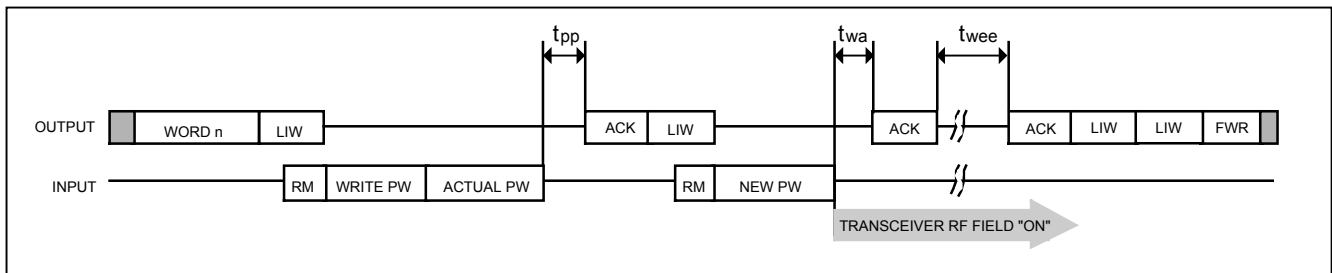 tpp twa twee
OUTPUT WORD n LIW ACK LIW ACK ACK LIW LIW FWR
INPUT RM WRITE PW ACTUAL PW RM NEW PW
TRANSCEIVER RF FIELD "ON"